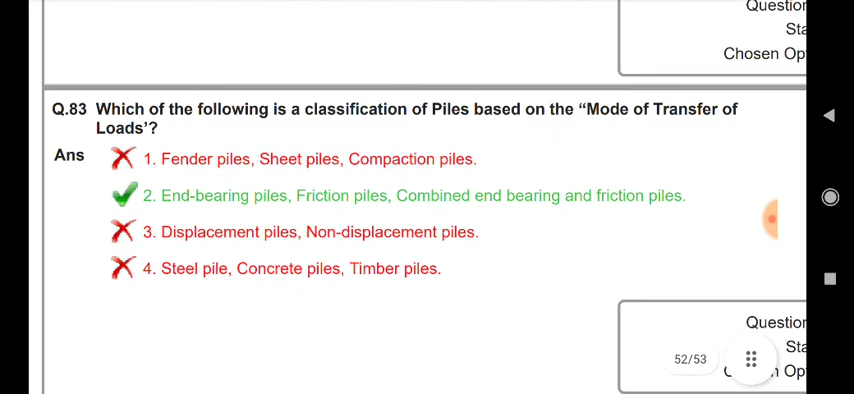 Question
Sta
Chosen Op
Q.83 Which of the following is a classification of Piles based on the “Mode of Transfer of
Loads’?
Ans
1. Fender piles, Sheet piles, Compaction piles.
2. End-bearing piles, Friction piles, Combined end bearing and friction piles.
3. Displacement piles, Non-displacement piles.
4. Steel pile, Concrete piles, Timber piles.
Question
Sta
52/53
Op